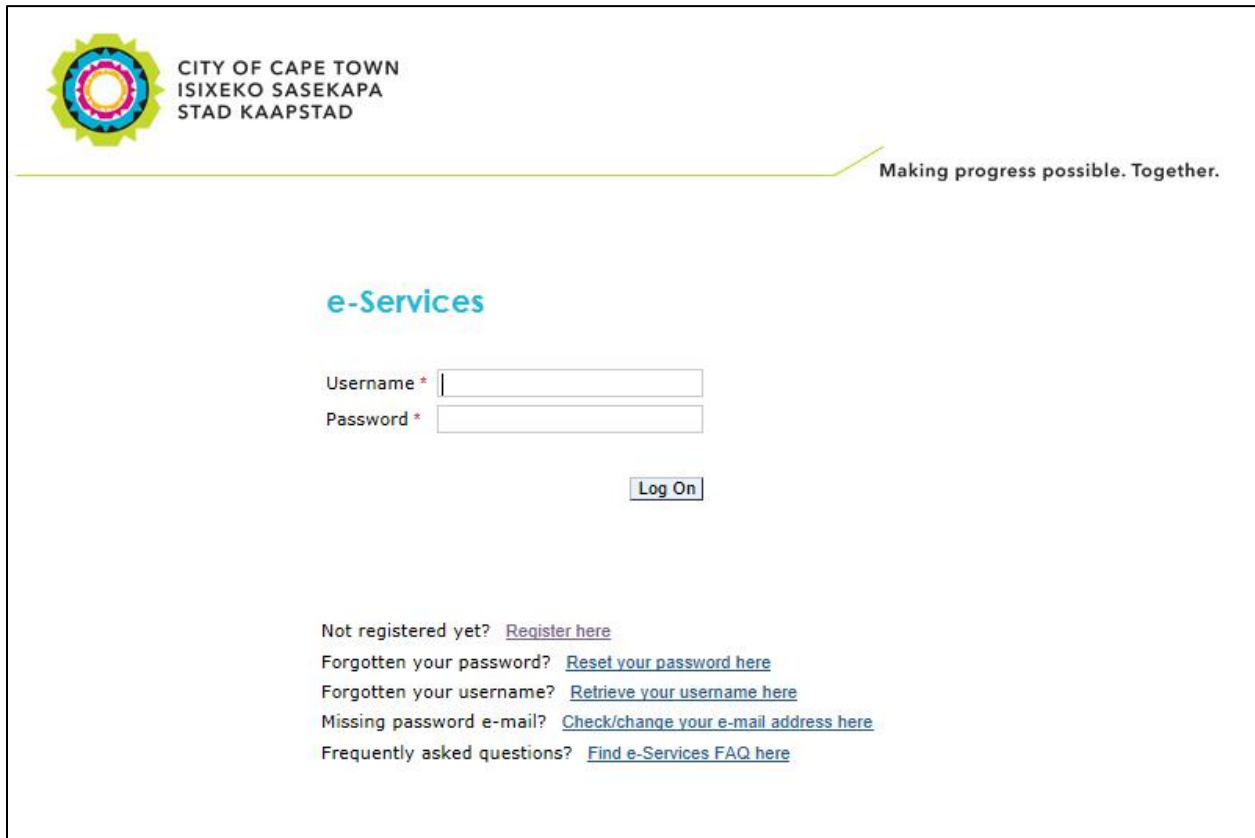 CITY OF CAPE TOWN
ISIXEKO SASEKAPA
STAD KAAPSTAD
Making progress possible. Together.
e-Services
Username *
Password *
Log On
Not registered yet? Register here
Forgotten your password? Reset your password here
Forgotten your username? Retrieve your username here
Missing password e-mail? Check/change your e-mail address here
Frequently asked questions? Find e-Services FAQ here